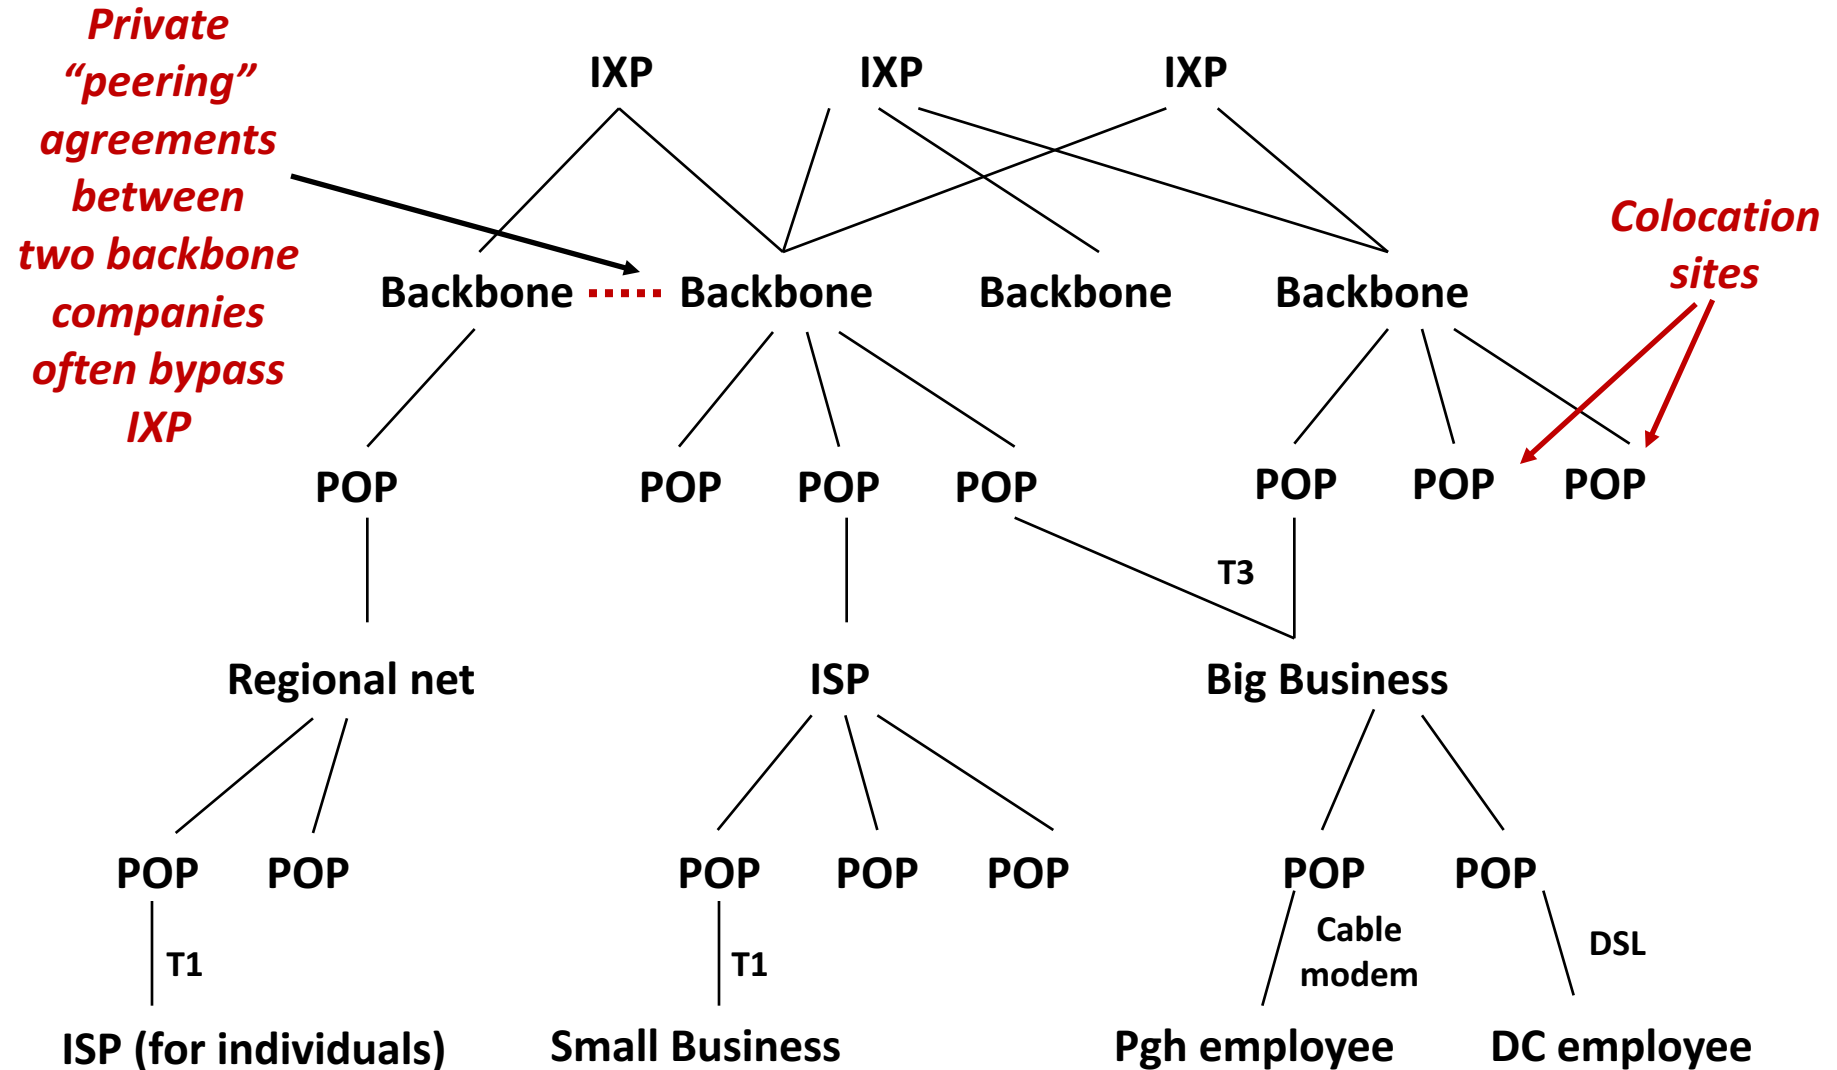 Private
“peering”
agreements
between
two backbone
companies
often bypass
IXP
IXP IXP IXP
Colocation
sites
Backbone Backbone Backbone Backbone
POP POP POP POP POP POP POP
T3
Regional net ISP Big Business
POP POP POP POP POP POP POP
T1 T1 Cable
modem
DSL
ISP (for individuals) Small Business Pgh employee DC employee